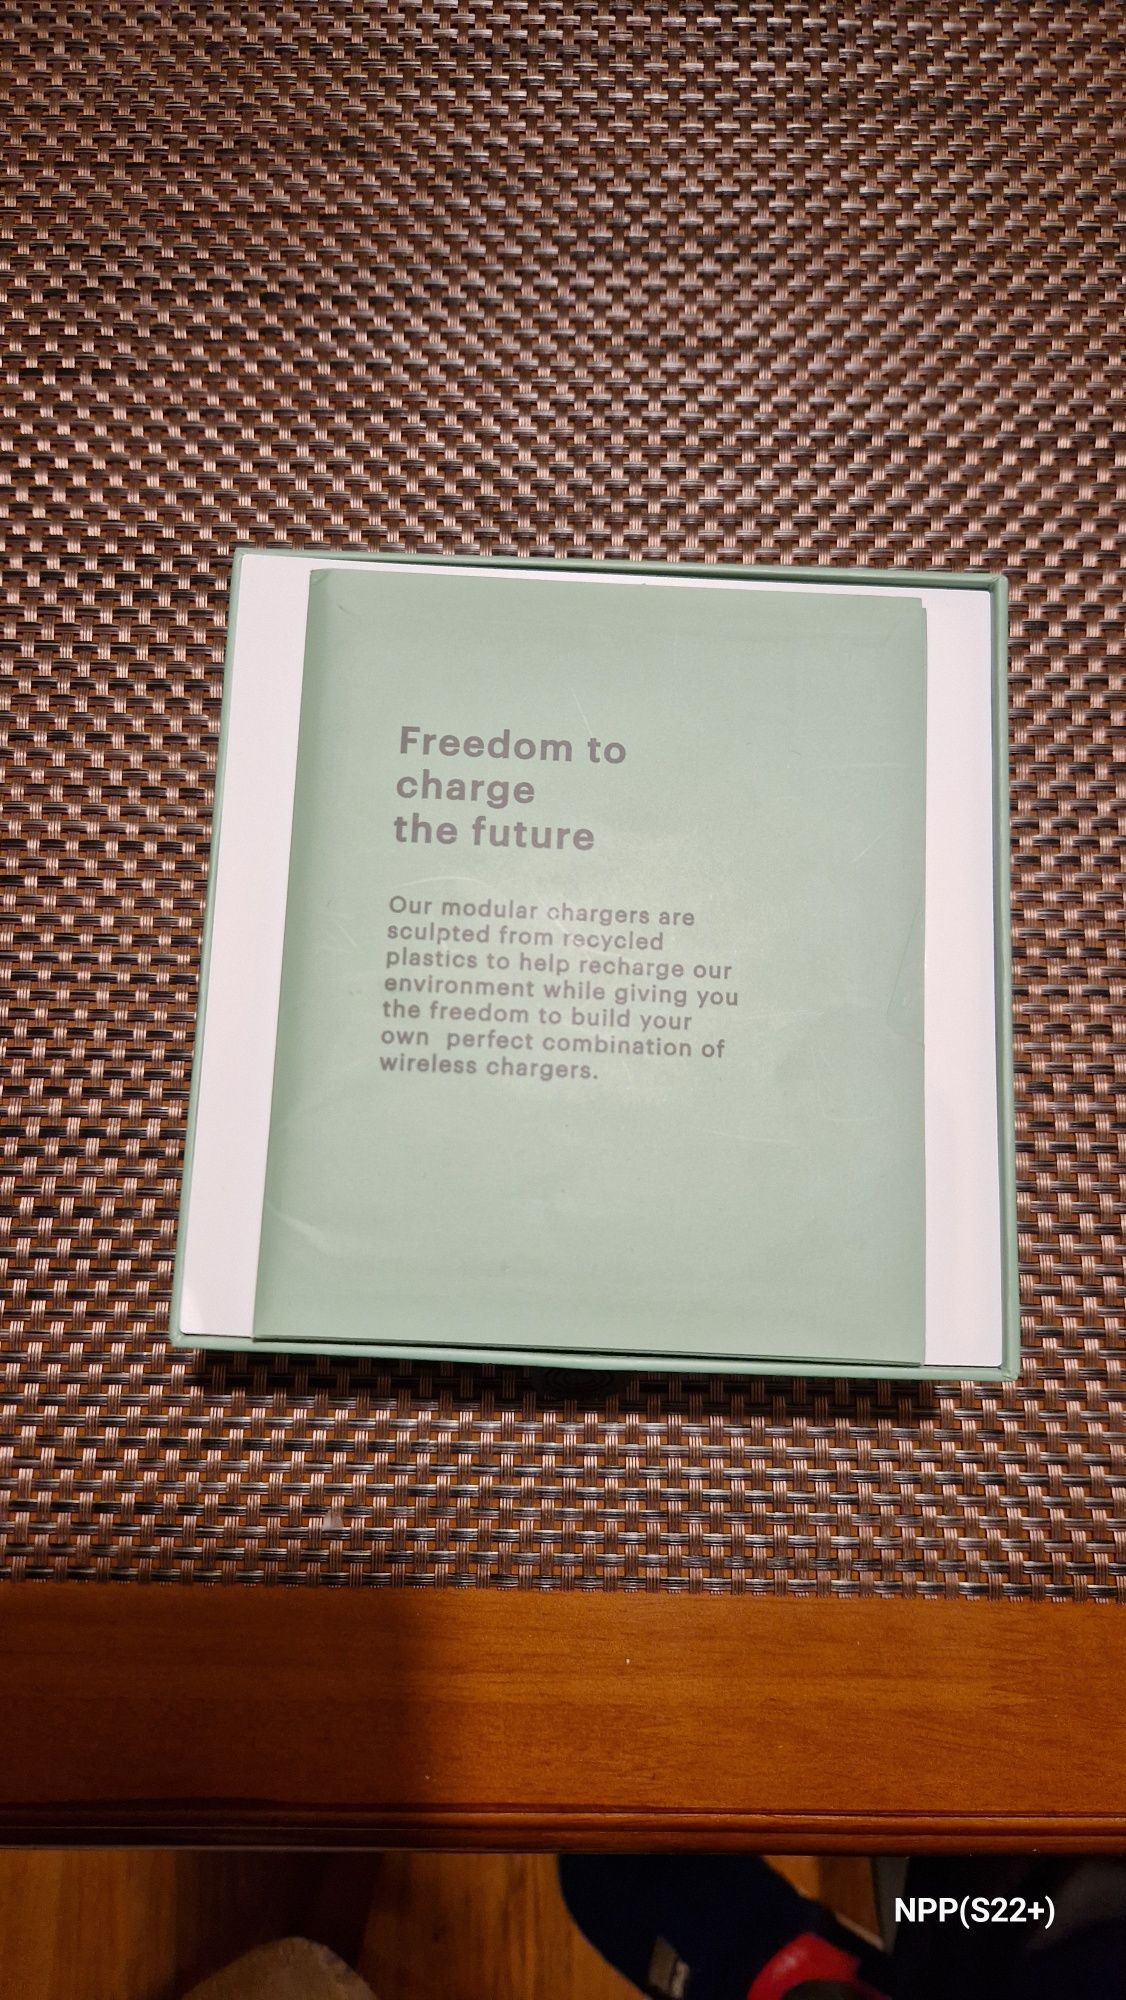 Freedom to
charge
the future
Our modular chargers are
sculpted from recycled
plastics to help recharge our
environment while giving you
the freedom to build your
own  perfect combination of
wireless chargers.
NPP(S22+)